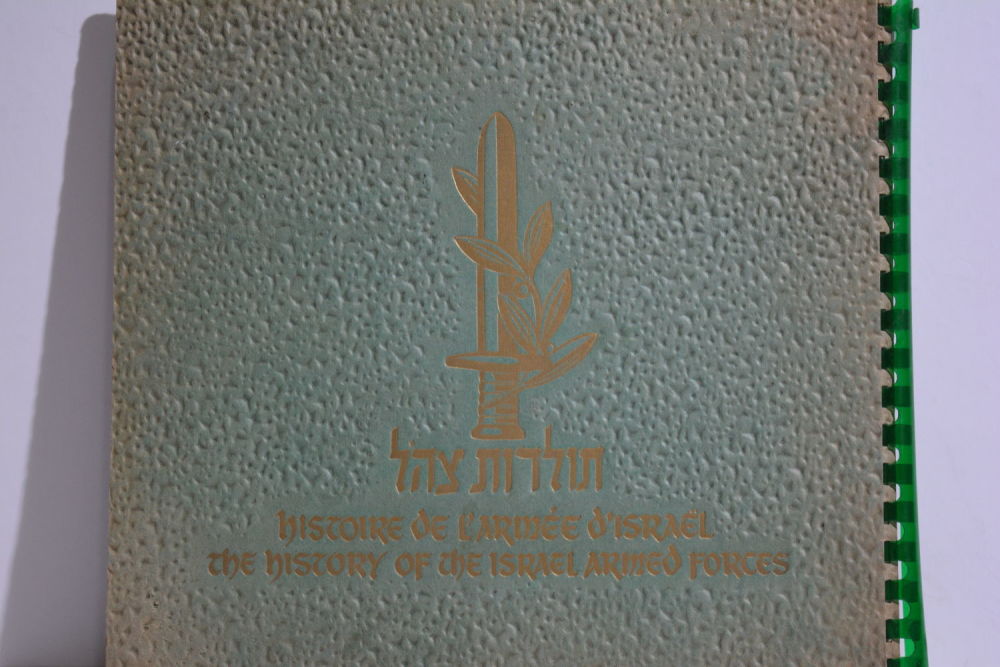 תולדות צהל
histoire de l'armée d'israël
the history of the israel armed forces